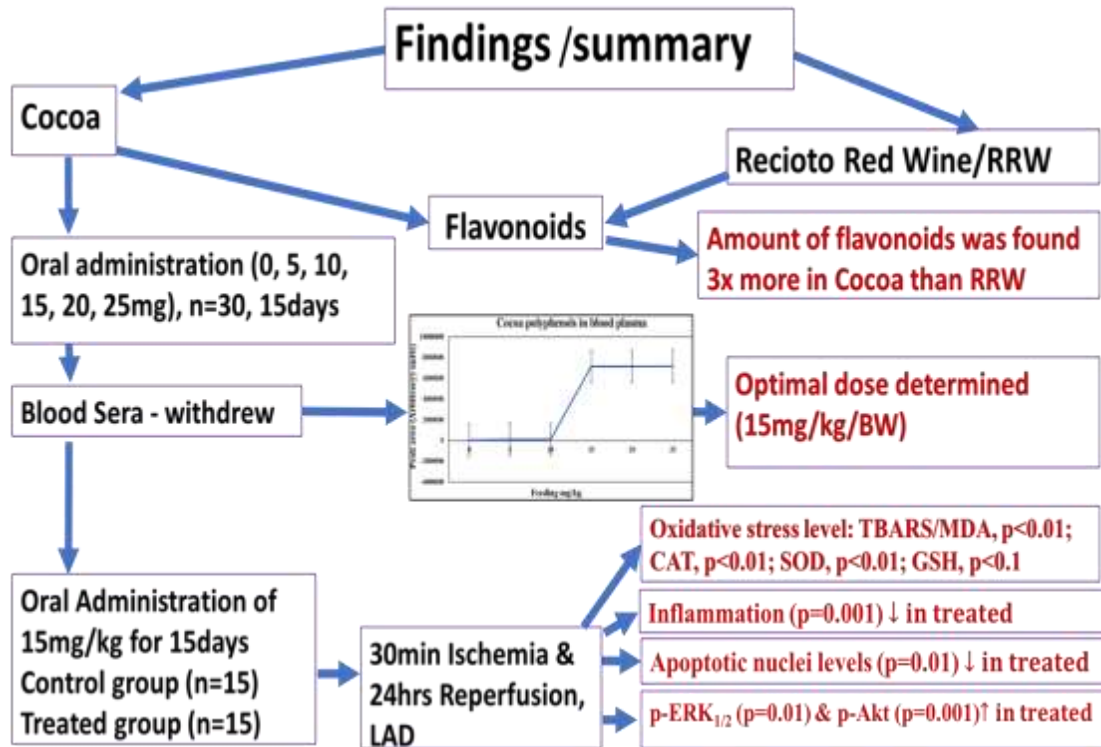 Findings /summary
Cocoa
Recioto Red Wine/RRW
Flavonoids
Amount of flavonoids was found
3x more in Cocoa than RRW
Oral administration (0, 5, 10,
15, 20, 25mg), n=30, 15days
Blood Sera - withdrew
Cocoa polyphenols in blood plasma
0
Feeding mg/kg
Optimal dose determined
(15mg/kg/BW)
Oral Administration of
15mg/kg for 15days
Control group (n=15)
Treated group (n=15)
30min Ischemia &
24hrs Reperfusion,
LAD
Oxidative stress level: TBARS/MDA, p<0.01;
CAT, p<0.01; SOD, p<0.01; GSH, p<0.1
Inflammation (p=0.001) ↓ in treated
Apoptotic nuclei levels (p=0.01) ↓ in treated
p-ERK1/2 (p=0.01) & p-Akt (p=0.001)↑ in treated